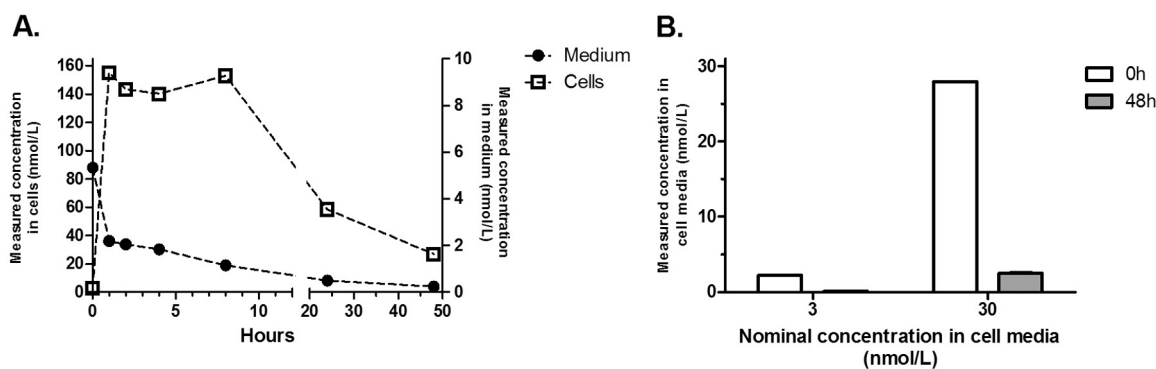 A.
Measured concentration
in cells (nmol/L)
160
140
120
100
80
60
40
20
0
10
8
6
4
2
0
Measured concentration
in medium (nmol/L)
0 5 10 20 30 40 50
Hours
Medium
Cells
B.
Measured concentration in
cell media (nmol/L)
30
20
10
0
3 30
Nominal concentration in cell media
(nmol/L)
0h
48h